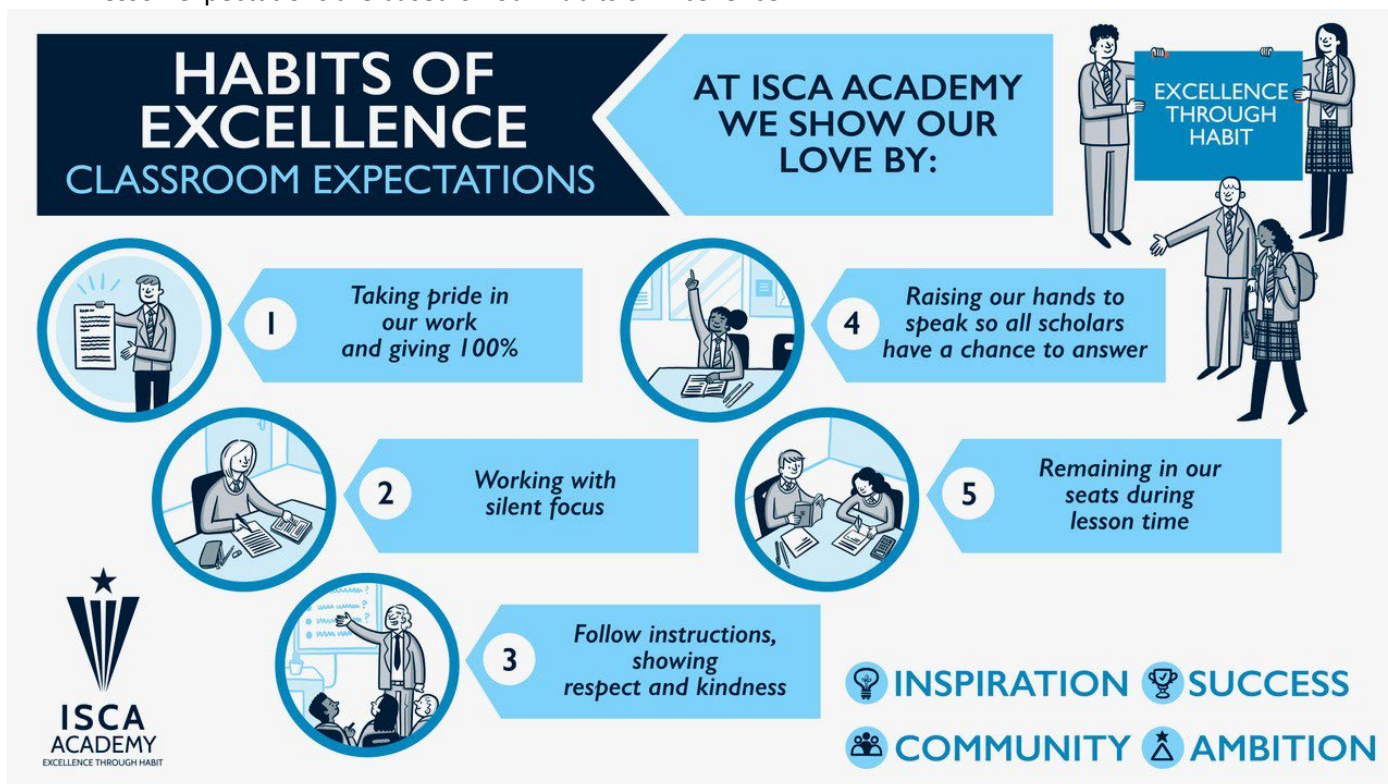 HABITS OF
EXCELLENCE
CLASSROOM EXPECTATIONS
AT ISCA ACADEMY
WE SHOW OUR
LOVE BY:
EXCELLENCE
THROUGH
HABIT
1
Taking pride in
our work
and giving 100%
2
Working with
silent focus
3
Follow instructions,
showing
respect and kindness
4
Raising our hands to
speak so all scholars
have a chance to answer
5
Remaining in our
seats during
lesson time
ISCA
ACADEMY
EXCELLENCE THROUGH HABIT
INSPIRATION
SUCCESS
COMMUNITY
AMBITION